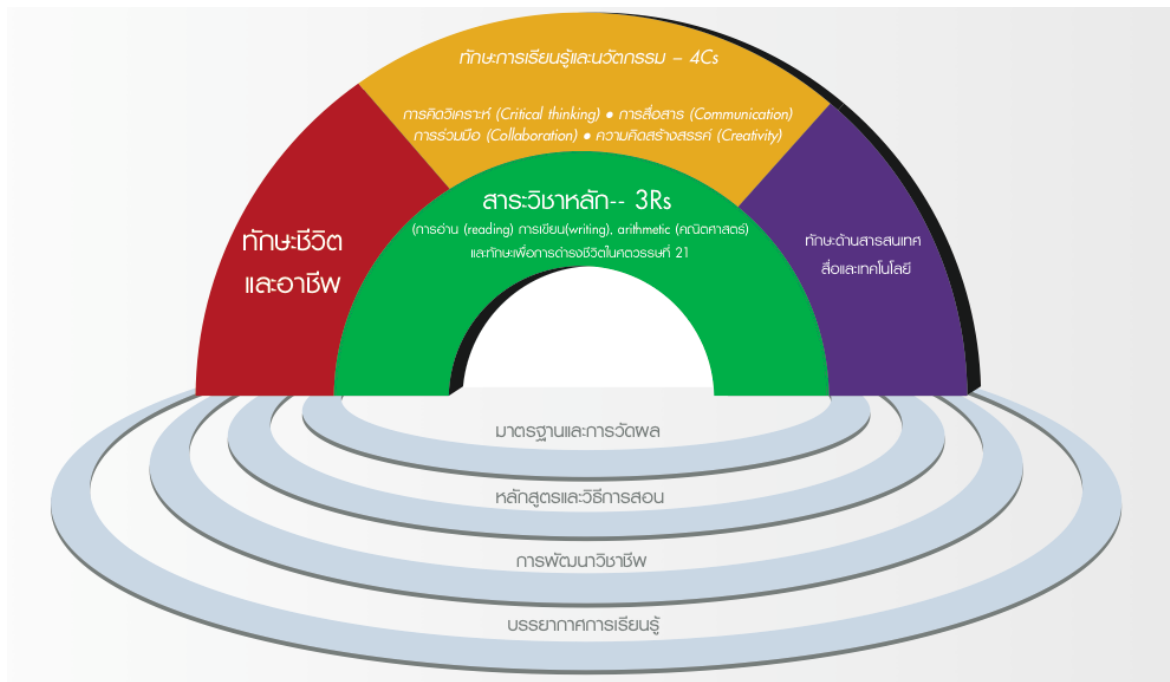 ทักษะการเรียนรู้และนวัตกรรม – 4Cs
การคิดวิเคราะห์ (Critical thinking) ● การสื่อสาร (Communication)
การร่วมมือ (Collaboration) ● ความคิดสร้างสรรค์ (Creativity)
สาระวิชาหลัก-- 3Rs
(การอ่าน (reading) การเขียน(writing), arithmetic (คณิตศาสตร์)
และทักษะเพื่อการดำรงชีวิตในศตวรรษที่ 21
ทักษะชีวิต
และอาชีพ
ทักษะด้านสารสนเทศ
สื่อและเทคโนโลยี
มาตรฐานและการวัดผล
หลักสูตรและวิธีการสอน
การพัฒนาวิชาชีพ
บรรยากาศการเรียนรู้